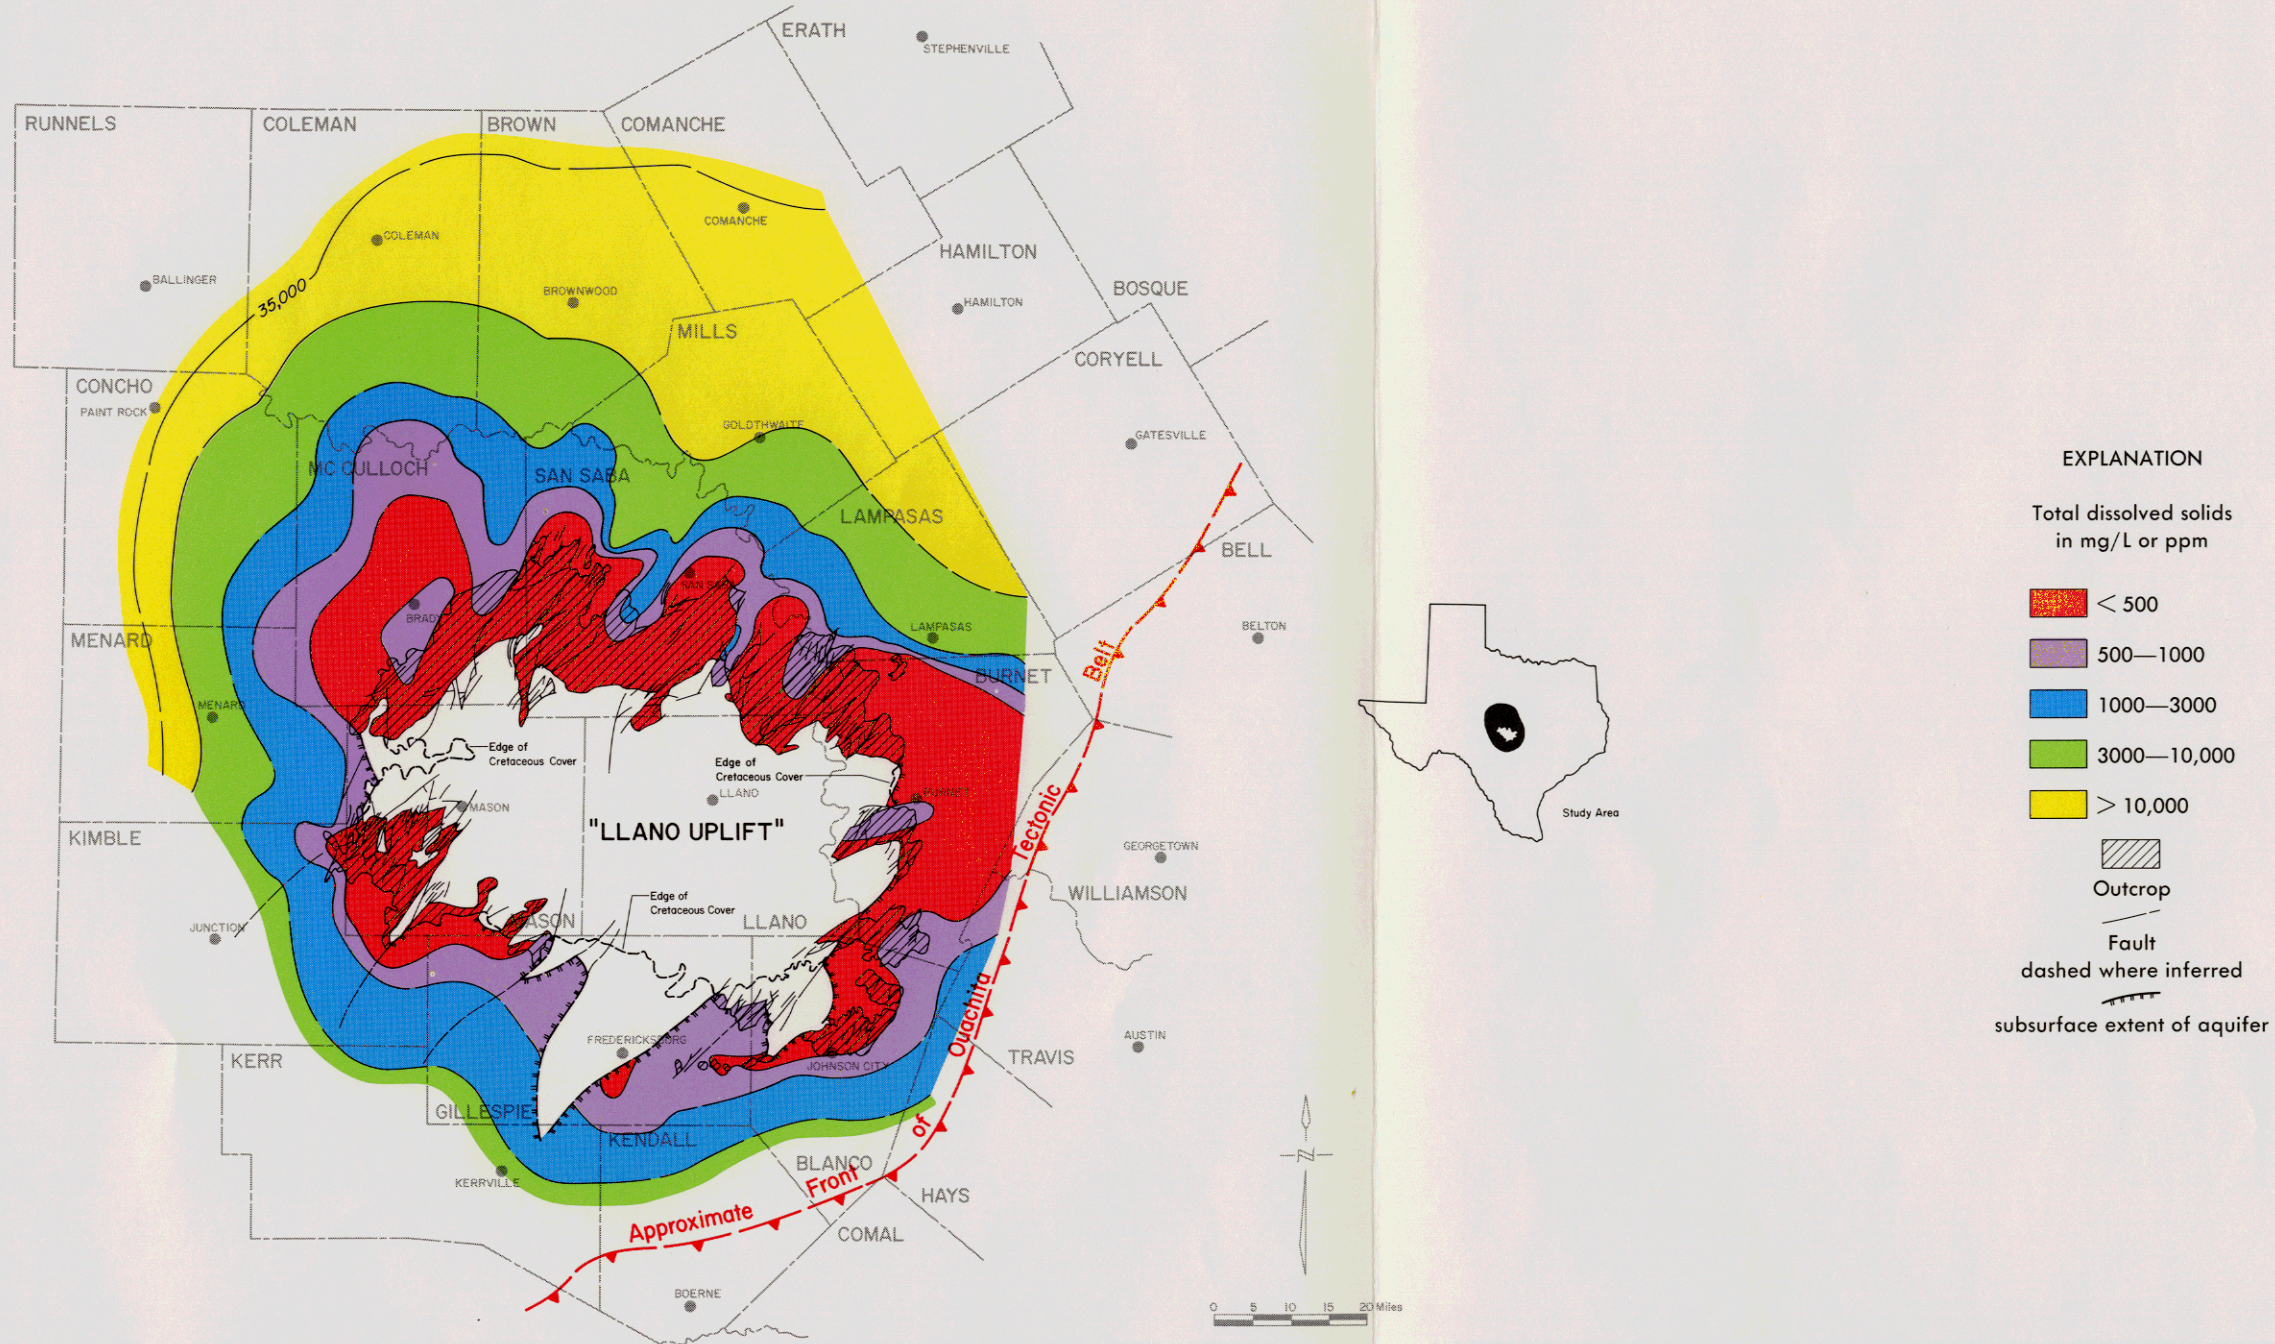 ERATH
STEPHENVILLE
RUNNELS
COLEMAN
BROWN
COMANCHE
COMANCHE
COLEMAN
HAMILTON
BALLINGER
35,000
BROWNWOOD
HAMILTON
BOSQUE
MILLS
CORYELL
CONCHO
PAINT ROCK
GOLDTHWAITE
GATESVILLE
MC CULLOCH
SAN SABA
LAMPASAS
BELL
SAN SABA
BRADY
LAMPASAS
BELTON
MENARD
BURNET
MENARD
Edge of
Cretaceous Cover
Edge of
Cretaceous Cover
MASON
LLANO
BURNET
"LLANO UPLIFT"
KIMBLE
GEORGETOWN
WILLIAMSON
Edge of
Cretaceous Cover
MASON
LLANO
JUNCTION
FREDERICKSBURG
JOHNSON CITY
AUSTIN
TRAVIS
KERR
GILLESPIE
KENDALL
BLANCO
KERRVILLE
HAYS
COMAL
BOERNE
Approximate
Front
of
Ouachita
Tectonic
Belt
N
0 5 10 15 20 Miles
Study Area
EXPLANATION
Total dissolved solids
in mg/L or ppm
< 500
500—1000
1000—3000
3000—10,000
> 10,000
Outcrop
Fault
dashed where inferred
subsurface extent of aquifer